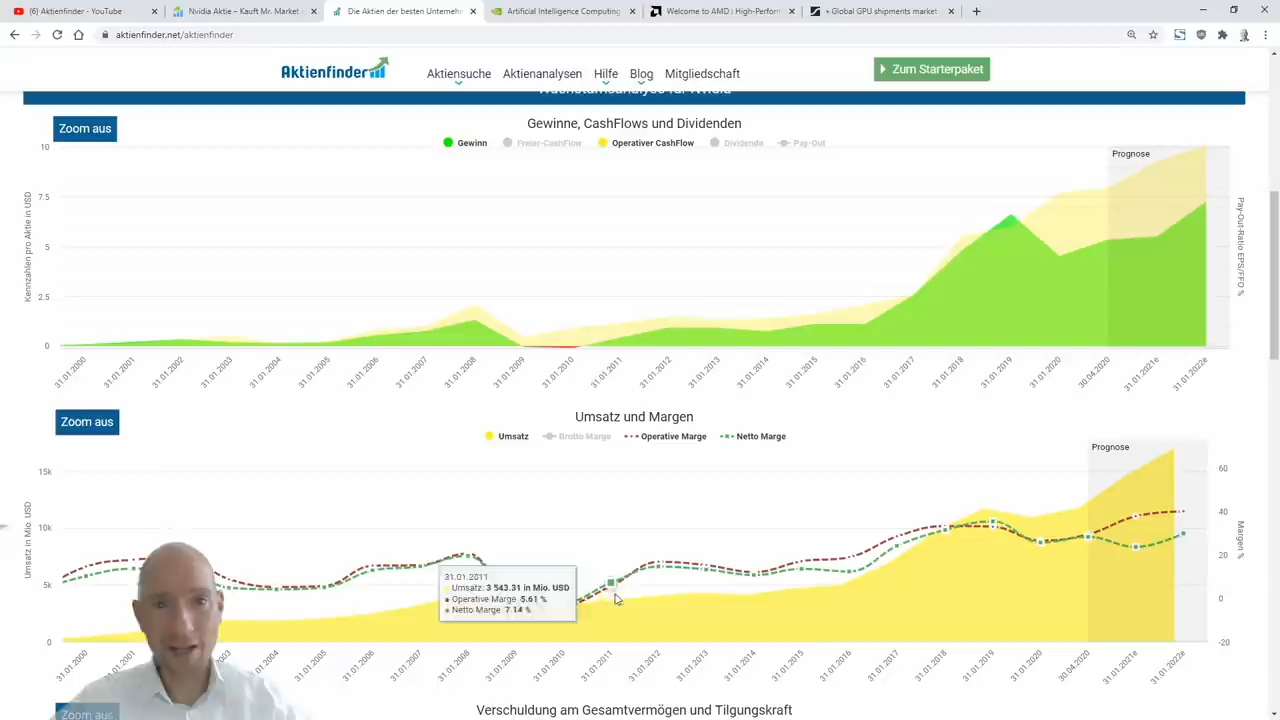 (6) Aktienfinder - YouTube
Nvidia Aktie – Kauft Mr. Market
Die Aktien der besten Unternehme
Artificial Intelligence Computing
Welcome to AMD | High-Perform
• Global GPU shipments market
aktienfinder.net/aktienfinder
Aktienfinder
Aktiensuche
Aktienanalysen
Hilfe
Blog
Mitgliedschaft
Zum Starterpaket
Wachstumsanalyse für Nvidia
Zoom aus
Gewinne, CashFlows und Dividenden
Gewinn
Freier-CashFlow
Operativer CashFlow
Dividende
Pay-Out
Prognose
10
7.5
5
2.5
0
Kennzahlen pro Aktie in USD
Pay-Out-Ratio EPS/FFO %
31.01.2000
31.01.2001
31.01.2002
31.01.2003
31.01.2004
31.01.2005
31.01.2006
31.01.2007
31.01.2008
31.01.2009
31.01.2010
31.01.2011
31.01.2012
31.01.2013
31.01.2014
31.01.2015
31.01.2016
31.01.2017
31.01.2018
31.01.2019
31.01.2020
30.04.2020
31.01.2021e
31.01.2022e
Zoom aus
Umsatz und Margen
Umsatz
Brutto Marge
Operative Marge
Netto Marge
Prognose
15k
10k
5k
0
Umsatz in Mio. USD
60
40
20
0
-20
Margen %
31.01.2011
Umsatz: 3 543.31 in Mio. USD
Operative Marge: 5.61 %
Netto Marge: 7.14 %
31.01.2000
31.01.2001
.2003
31.01.2004
31.01.2005
31.01.2006
31.01.2007
31.01.2008
31.01.2009
31.01.2010
31.01.2011
31.01.2012
31.01.2013
31.01.2014
31.01.2015
31.01.2016
31.01.2017
31.01.2018
31.01.2019
31.01.2020
30.04.2020
31.01.2021e
31.01.2022e
Zoom aus
Verschuldung am Gesamtvermögen und Tilgungskraft